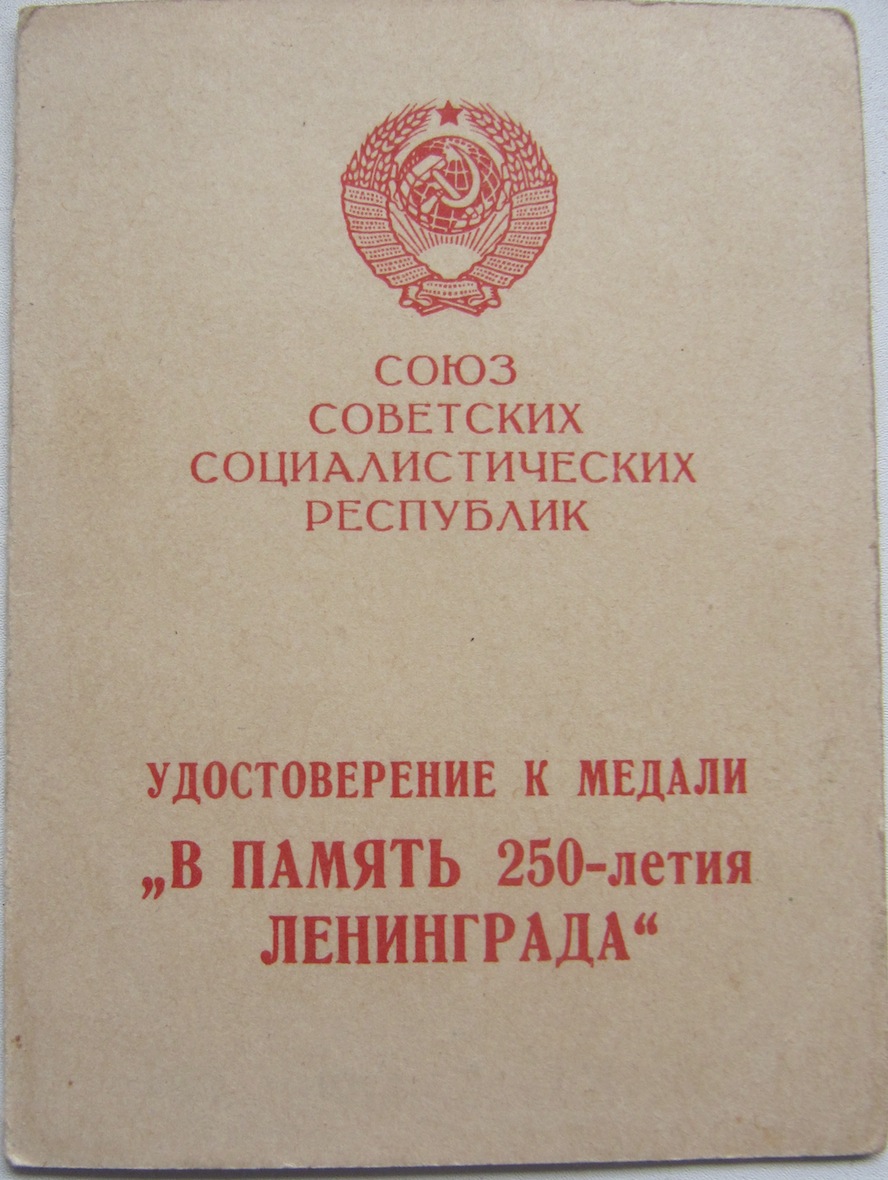 СОЮЗ
СОВЕТСКИХ
СОЦИАЛИСТИЧЕСКИХ
РЕСПУБЛИК
УДОСТОВЕРЕНИЕ К МЕДАЛИ
„В ПАМЯТЬ 250-летия
ЛЕНИНГРАДА“